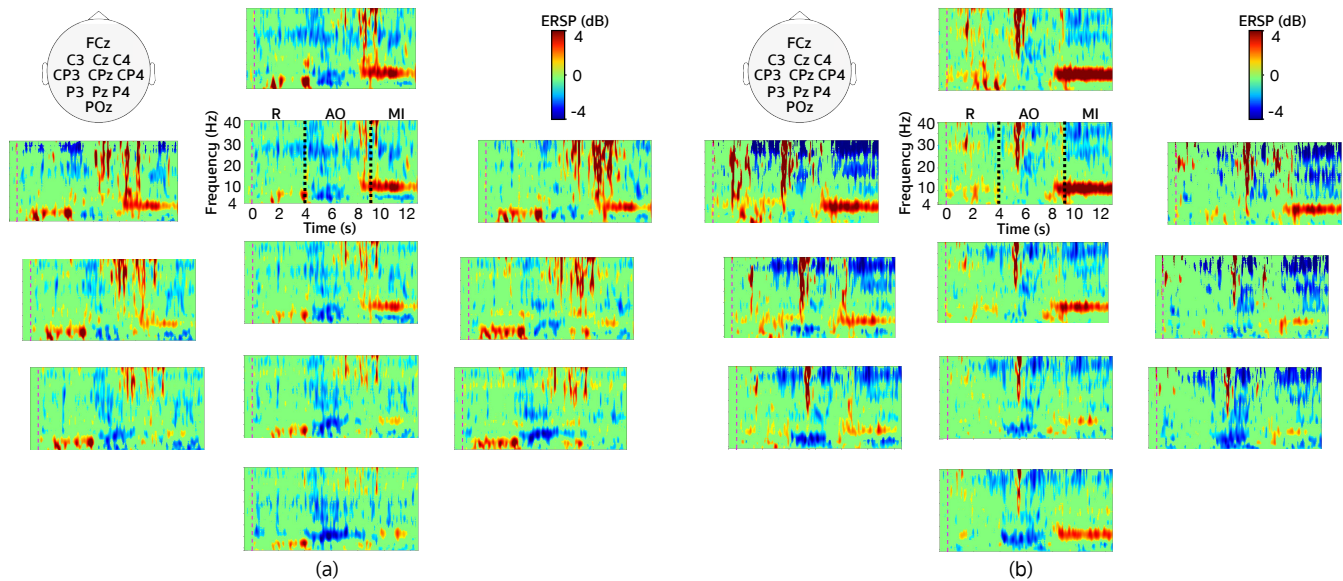 FCz
C3 Cz C4
CP3 CPz CP4
P3 Pz P4
POz
ERSP (dB)
4
0
-4
R AO MI
Frequency (Hz)
40
30
20
10
4
0 2 4 6 8 10 12
Time (s)
(a)
FCz
C3 Cz C4
CP3 CPz CP4
P3 Pz P4
POz
ERSP (dB)
4
0
-4
R AO MI
Frequency (Hz)
40
30
20
10
4
0 2 4 6 8 10 12
Time (s)
(b)